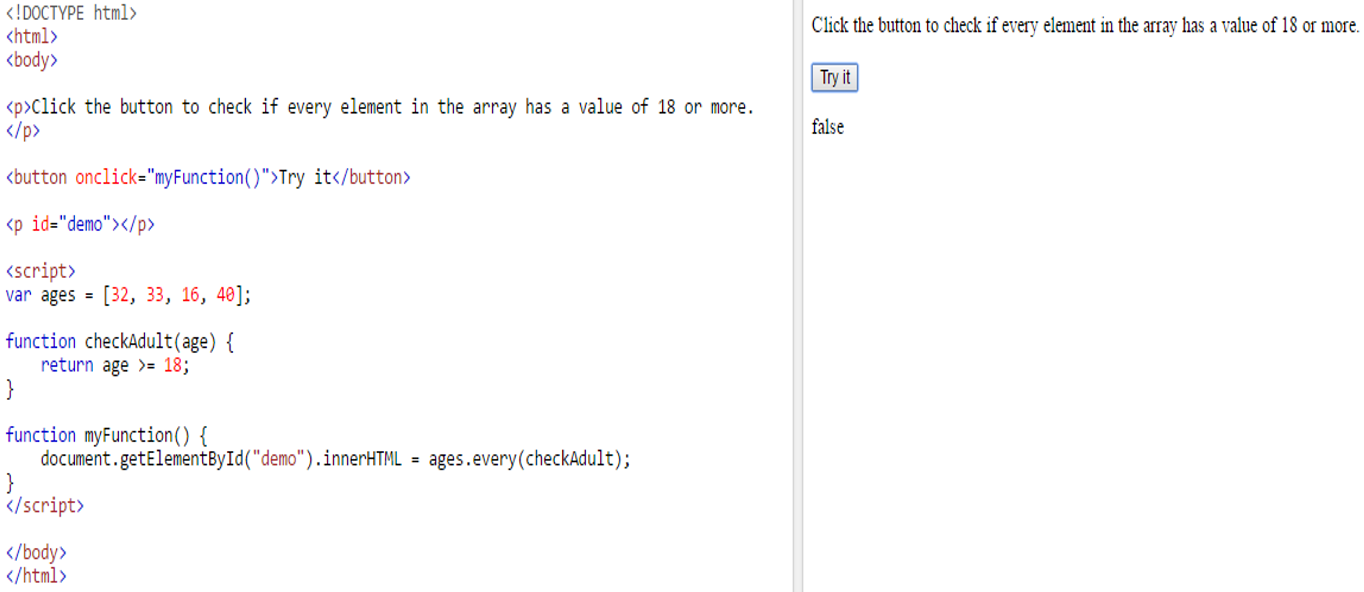 <!DOCTYPE html>
<html>
<body>
<p>Click the button to check if every element in the array has a value of 18 or more.
</p>
<button onclick="myFunction()">Try it</button>
<p id="demo"></p>
<script>
var ages = [32, 33, 16, 40];
function checkAdult(age) {
    return age >= 18;
}
function myFunction() {
    document.getElementById("demo").innerHTML = ages.every(checkAdult);
}
</script>
</body>
</html>
Click the button to check if every element in the array has a value of 18 or more.
Try it
false